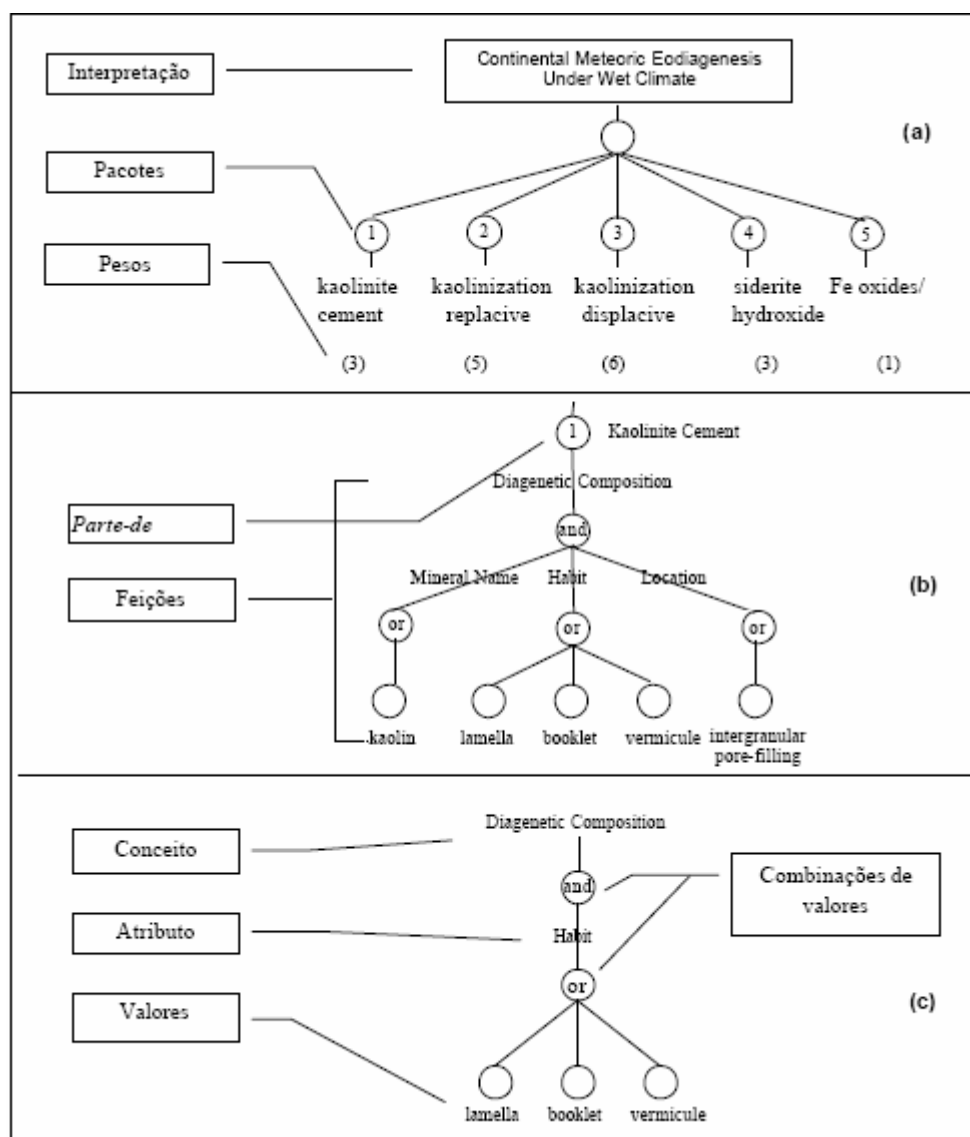 Interpretação
Continental Meteoric Eodiagenesis
Under Wet Climate
(a)
Pacotes
Pesos
1
2
3
4
5
kaolinite
cement
kaolinization
replacive
kaolinization
displacive
siderite
hydroxide
Fe oxides/
(3)
(5)
(6)
(3)
(1)
1
Kaolinite Cement
Diagenetic Composition
Parte-de
and
Feições
Mineral Name
Habit
Location
(b)
or
or
or
kaolin
lamella
booklet
vermicule
intergranular
pore-filling
Diagenetic Composition
Conceito
and
Combinações de
valores
Atributo
Habit
or
Valores
(c)
lamella
booklet
vermicule